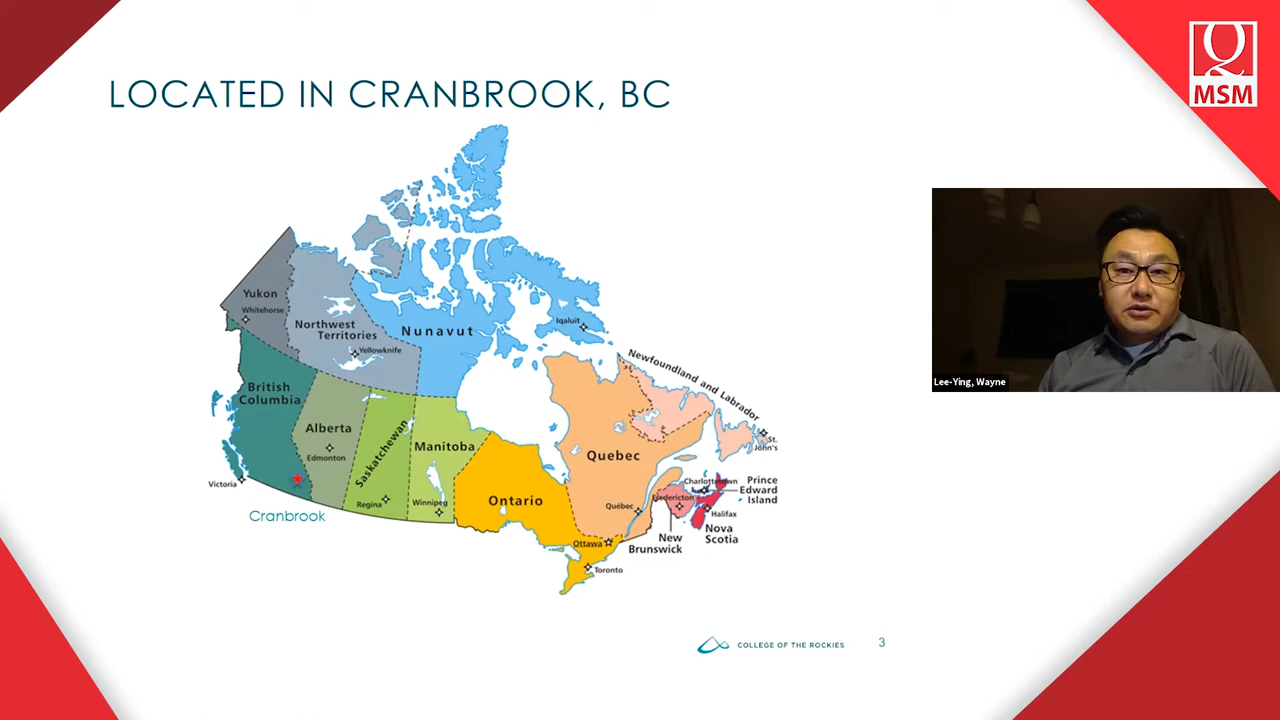 LOCATED IN CRANBROOK, BC
Q
MSM
Yukon
Whitehorse
Northwest
Territories
Yellowknife
Nunavut
Iqaluit
Newfoundland and Labrador
St.
John's
British
Columbia
Alberta
Edmonton
Saskatchewan
Regina
Manitoba
Winnipeg
Ontario
Quebec
Québec
Victoria
Cranbrook
Ottawa
Toronto
Charlottetown
Prince
Edward
Island
Fredericton
Halifax
Nova
Scotia
New
Brunswick
Lee-Ying, Wayne
COLLEGE OF THE ROCKIES
3